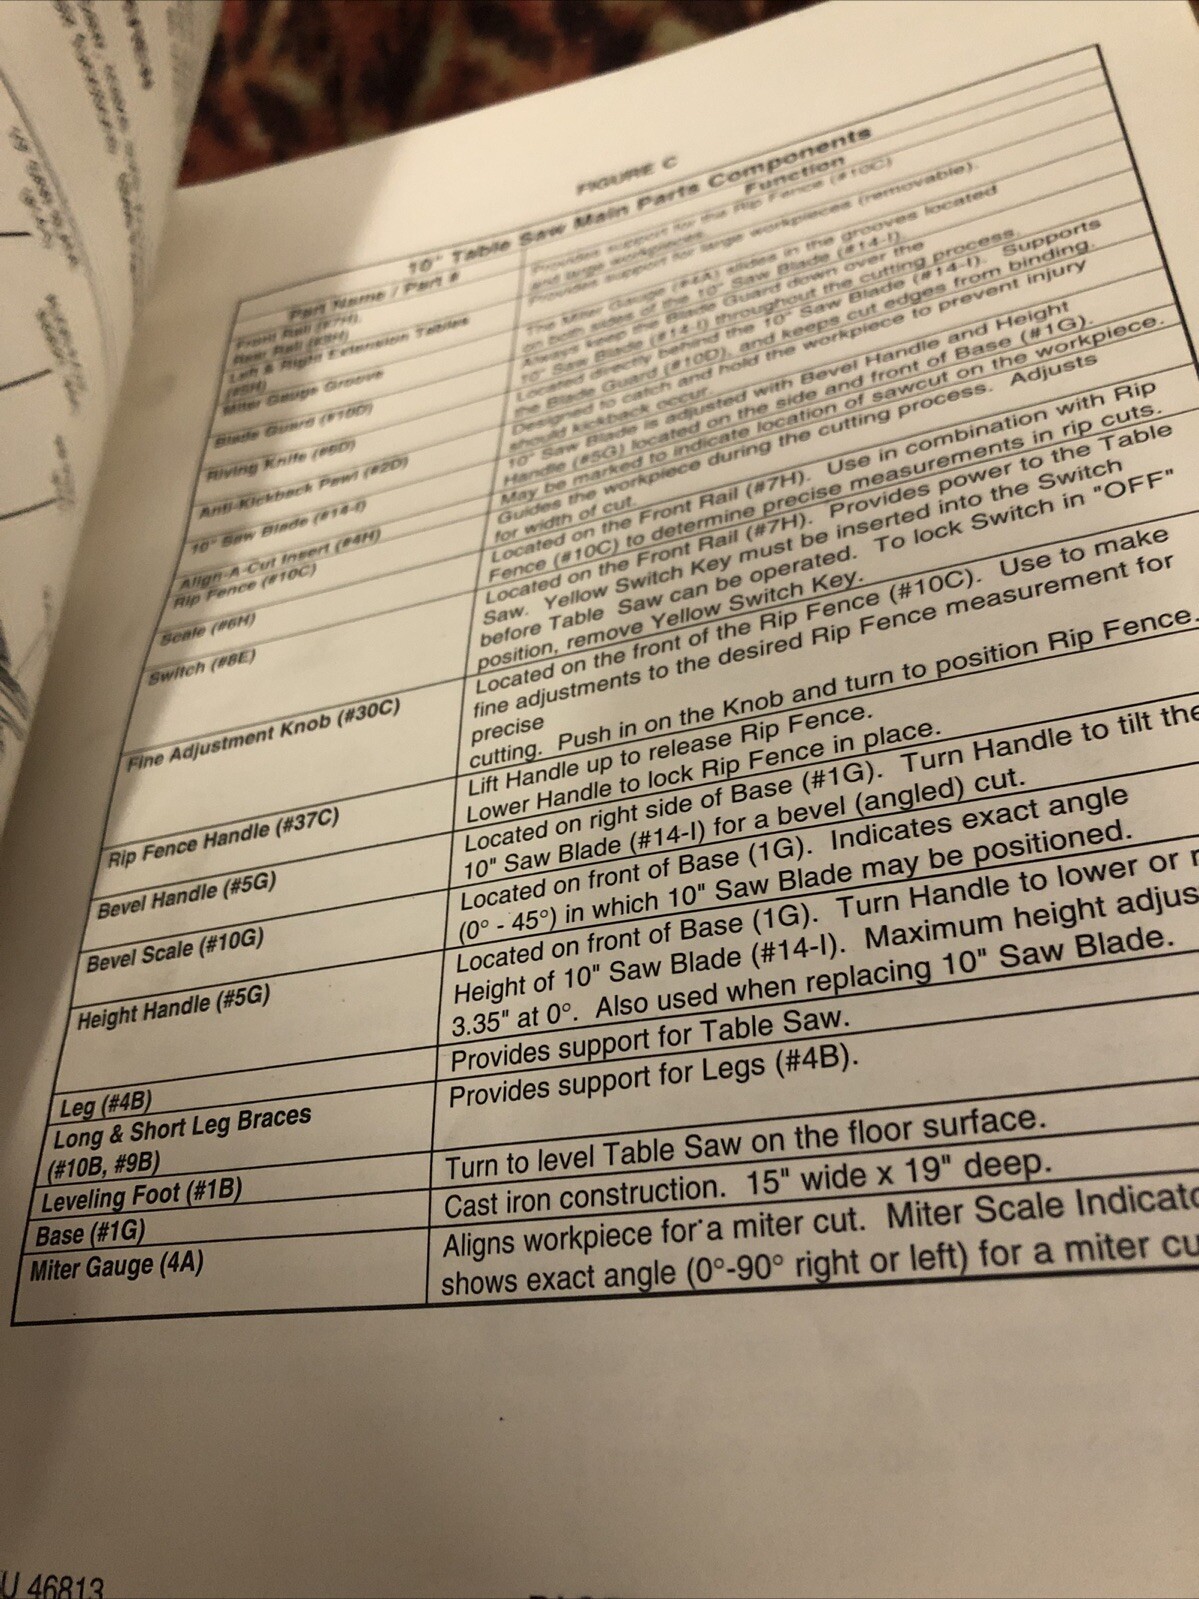 FIGURE C
10" Table Saw Main Parts Components
Part Name / Part #
Function
Front Rail (#7H),
Rear Rail (#8H)
Provides support for the Rip Fence (#10C)
and large workpieces.
Left & Right Extension Tables
(#5H)
Provides support for large workpieces (removable).
Miter Gauge Groove
The Miter Gauge (#4A) slides in the grooves located
on both sides of the 10" Saw Blade (#14-I).
Blade Guard (#10D)
Always keep the Blade Guard down over the
10" Saw Blade (#14-I) throughout the cutting process.
Riving Knife (#6D)
Located directly behind the 10" Saw Blade (#14-I). Supports
the Blade Guard (#10D), and keeps cut edges from binding.
Anti-Kickback Pawl (#2D)
Designed to catch and hold the workpiece to prevent injury
should kickback occur.
10" Saw Blade (#14-I)
10" Saw Blade is adjusted with Bevel Handle and Height
Handle (#5G) located on the side and front of Base (#1G).
Align-A-Cut Insert (#4H)
May be marked to indicate location of sawcut on the workpiece.
Rip Fence (#10C)
Guides the workpiece during the cutting process. Adjusts
for width of cut.
Scale (#6H)
Located on the Front Rail (#7H). Use in combination with Rip
Fence (#10C) to determine precise measurements in rip cuts.
Switch (#8E)
Located on the Front Rail (#7H). Provides power to the Table
Saw. Yellow Switch Key must be inserted into the Switch
before Table Saw can be operated. To lock Switch in "OFF"
position, remove Yellow Switch Key.
Fine Adjustment Knob (#30C)
Located on the front of the Rip Fence (#10C). Use to make
fine adjustments to the desired Rip Fence measurement for
precise
cutting. Push in on the Knob and turn to position Rip Fence.
Rip Fence Handle (#37C)
Lift Handle up to release Rip Fence.
Lower Handle to lock Rip Fence in place.
Bevel Handle (#5G)
Located on right side of Base (#1G). Turn Handle to tilt the
10" Saw Blade (#14-I) for a bevel (angled) cut.
Bevel Scale (#10G)
Located on front of Base (1G). Indicates exact angle
(0° - 45°) in which 10" Saw Blade may be positioned.
Height Handle (#5G)
Located on front of Base (1G). Turn Handle to lower or r
Height of 10" Saw Blade (#14-I). Maximum height adjus
3.35" at 0°. Also used when replacing 10" Saw Blade.
Leg (#4B)
Provides support for Table Saw.
Long & Short Leg Braces
(#10B, #9B)
Provides support for Legs (#4B).
Leveling Foot (#1B)
Turn to level Table Saw on the floor surface.
Base (#1G)
Cast iron construction. 15" wide x 19" deep.
Miter Gauge (4A)
Aligns workpiece for a miter cut. Miter Scale Indicato
shows exact angle (0°-90° right or left) for a miter cu
U 46813